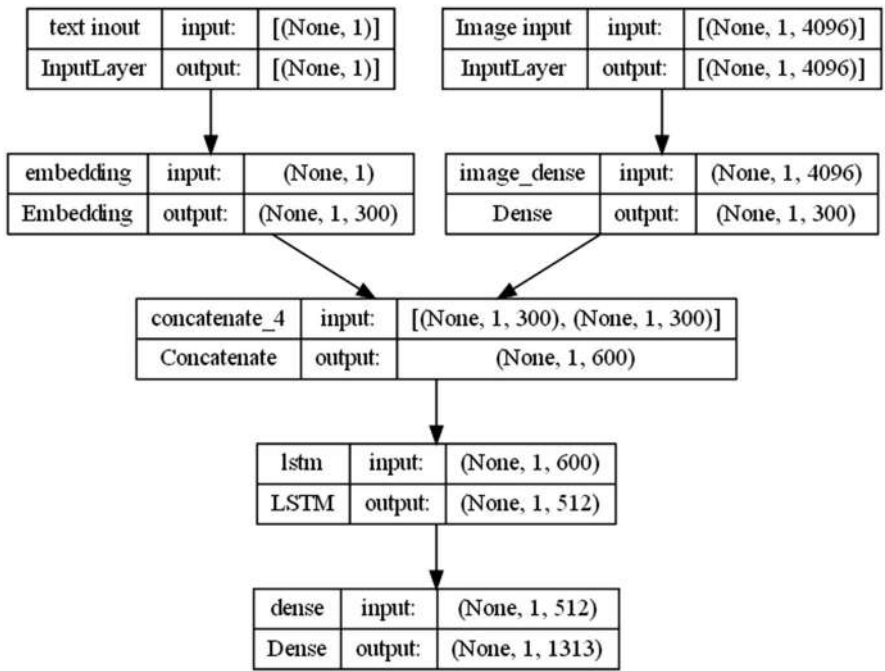 text inout input: [(None, 1)]
InputLayer output: [(None, 1)]
Image input input: [(None, 1, 4096)]
InputLayer output: [(None, 1, 4096)]
embedding input: (None, 1)
Embedding output: (None, 1, 300)
image_dense input: (None, 1, 4096)
Dense output: (None, 1, 300)
concatenate_4 input: [(None, 1, 300), (None, 1, 300)]
Concatenate output: (None, 1, 600)
lstm input: (None, 1, 600)
LSTM output: (None, 1, 512)
dense input: (None, 1, 512)
Dense output: (None, 1, 1313)